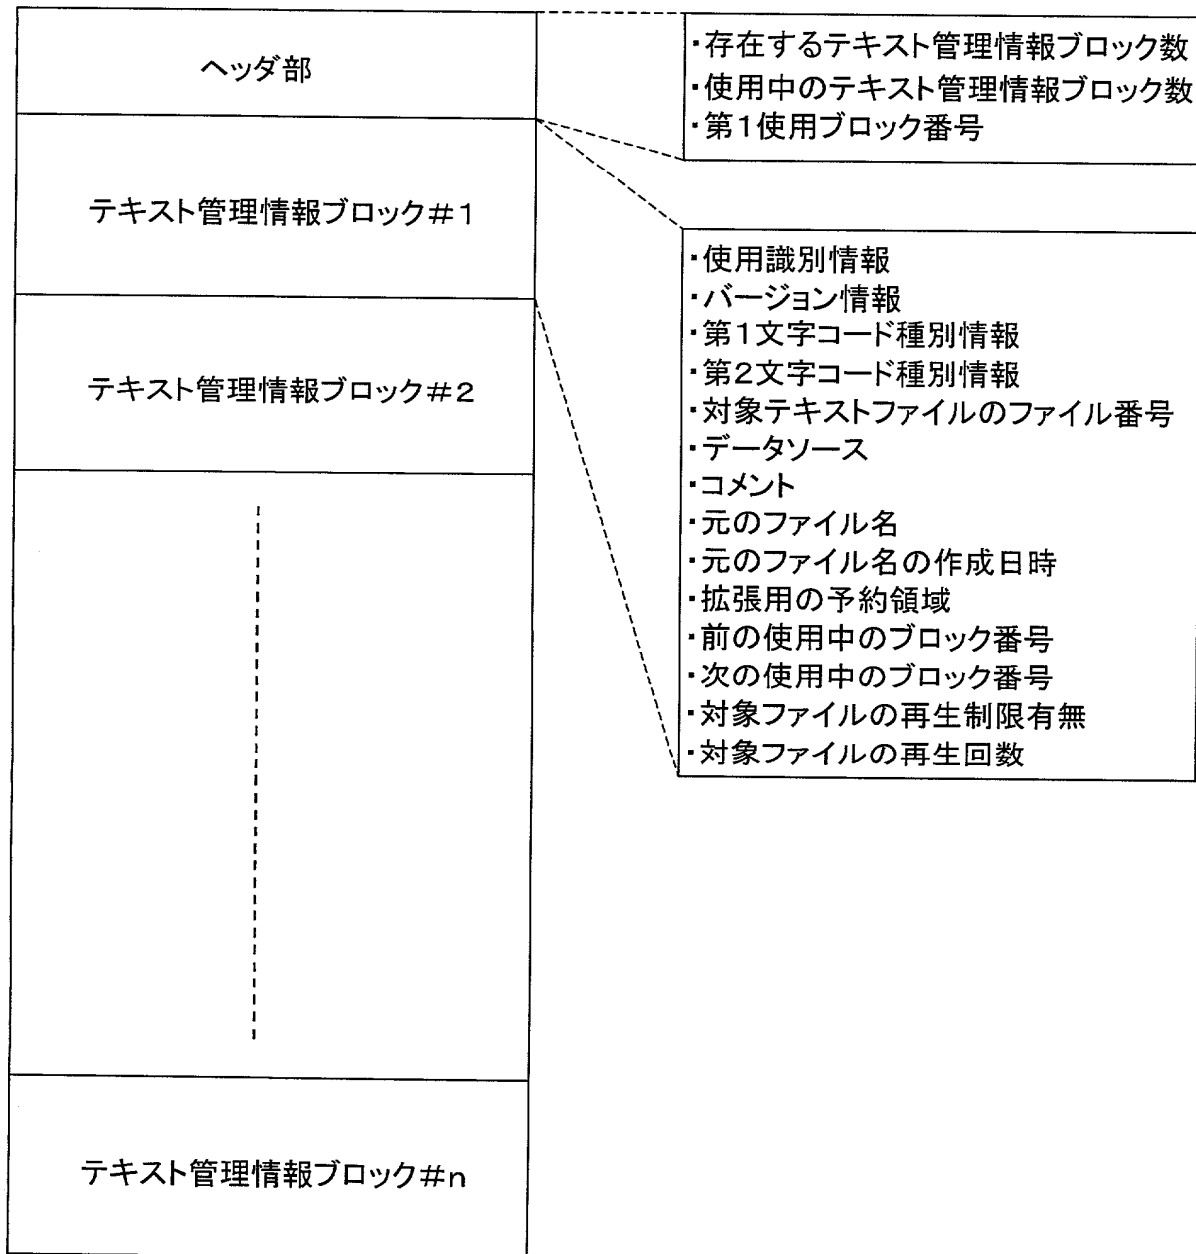 ヘッダ部
・存在するテキスト管理情報ブロック数
・使用中のテキスト管理情報ブロック数
・第1使用ブロック番号
テキスト管理情報ブロック#1
・使用識別情報
・バージョン情報
・第1文字コード種別情報
・第2文字コード種別情報
・対象テキストファイルのファイル番号
・データソース
・コメント
・元のファイル名
・元のファイル名の作成日時
・拡張用の予約領域
・前の使用中のブロック番号
・次の使用中のブロック番号
・対象ファイルの再生制限有無
・対象ファイルの再生回数
テキスト管理情報ブロック#2
テキスト管理情報ブロック#n